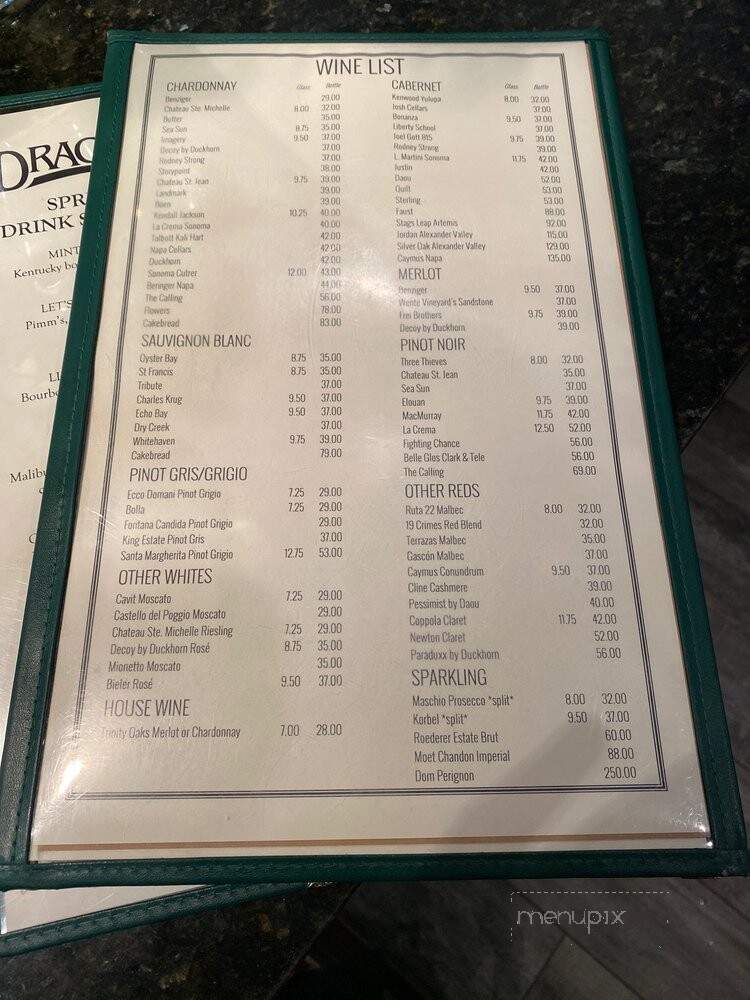 DRAC
SPR
DRINK S
MINT
Kentucky bo
LET'S
Pimm's,
LI
Bourbo
Malibu
WINE LIST
CHARDONNAY Glass Bottle
Benziger 29.00
Chateau Ste. Michelle 8.00 32.00
Butter 35.00
Sea Sun 8.75 35.00
Imagery 9.50 37.00
Decoy by Duckhorn 37.00
Rodney Strong 37.00
Storypoint 38.00
Chateau St. Jean 9.75 39.00
Landmark 39.00
Boen 39.00
Kendall Jackson 10.25 40.00
La Crema Sonoma 40.00
Talbott Kali Hart 42.00
Napa Cellars 42.00
Duckhorn 42.00
Sonoma Cutrer 12.00 43.00
Beringer Napa 44.00
The Calling 56.00
Flowers 78.00
Cakebread 83.00
SAUVIGNON BLANC
Oyster Bay 8.75 35.00
St Francis 8.75 35.00
Tribute 37.00
Charles Krug 9.50 37.00
Echo Bay 9.50 37.00
Dry Creek 37.00
Whitehaven 9.75 39.00
Cakebread 79.00
PINOT GRIS/GRIGIO
Ecco Domani Pinot Grigio 7.25 29.00
Bolla 7.25 29.00
Fontana Candida Pinot Grigio 29.00
King Estate Pinot Gris 37.00
Santa Margherita Pinot Grigio 12.75 53.00
OTHER WHITES
Cavit Moscato 7.25 29.00
Castello del Poggio Moscato 29.00
Chateau Ste. Michelle Riesling 7.25 29.00
Decoy by Duckhorn Rosé 8.75 35.00
Mionetto Moscato 35.00
Bieler Rosé 9.50 37.00
HOUSE WINE
Trinity Oaks Merlot or Chardonnay 7.00 28.00
CABERNET Glass Bottle
Kenwood Yulupa 8.00 32.00
Josh Cellars 37.00
Bonanza 9.50 37.00
Liberty School 37.00
Joel Gott 815 9.75 39.00
Rodney Strong 39.00
L. Martini Sonoma 11.75 42.00
Justin 42.00
Daou 52.00
Quilt 53.00
Sterling 53.00
Faust 88.00
Stags Leap Artemis 92.00
Jordan Alexander Valley 115.00
Silver Oak Alexander Valley 129.00
Caymus Napa 135.00
MERLOT
Benziger 9.50 37.00
Wente Vineyard's Sandstone 37.00
Frei Brothers 9.75 39.00
Decoy by Duckhorn 39.00
PINOT NOIR
Three Thieves 8.00 32.00
Chateau St. Jean 35.00
Sea Sun 37.00
Elouan 9.75 39.00
MacMurray 11.75 42.00
La Crema 12.50 52.00
Fighting Chance 56.00
Belle Glos Clark & Tele 56.00
The Calling 69.00
OTHER REDS
Ruta 22 Malbec 8.00 32.00
19 Crimes Red Blend 32.00
Terrazas Malbec 35.00
Gascón Malbec 37.00
Caymus Conundrum 9.50 37.00
Cline Cashmere 39.00
Pessimist by Daou 40.00
Coppola Claret 11.75 42.00
Newton Claret 52.00
Paraduxx by Duckhorn 56.00
SPARKLING
Maschio Prosecco *split* 8.00 32.00
Korbel *split* 9.50 37.00
Roederer Estate Brut 60.00
Moet Chandon Imperial 88.00
Dom Perignon 250.00
menupix